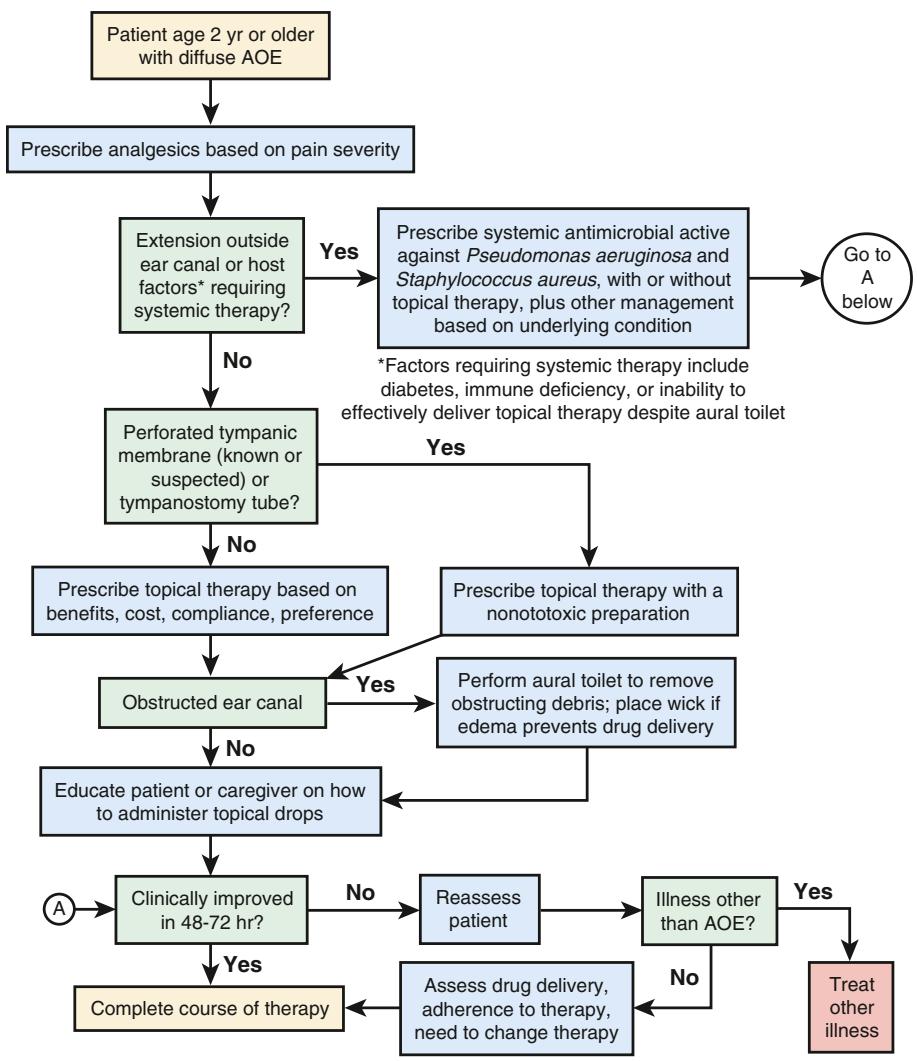 Patient age 2 yr or older
with diffuse AOE
Prescribe analgesics based on pain severity
Extension outside
ear canal or host
factors* requiring
systemic therapy?
Yes
Prescribe systemic antimicrobial active
against Pseudomonas aeruginosa and
Staphylococcus aureus, with or without
topical therapy, plus other management
based on underlying condition
Go to
A
below
No
*Factors requiring systemic therapy include
diabetes, immune deficiency, or inability to
effectively deliver topical therapy despite aural toilet
Perforated tympanic
membrane (known or
suspected) or
tympanostomy tube?
Yes
No
Prescribe topical therapy based on
benefits, cost, compliance, preference
Prescribe topical therapy with a
nonototoxic preparation
Obstructed ear canal
Yes
Perform aural toilet to remove
obstructing debris; place wick if
edema prevents drug delivery
No
Educate patient or caregiver on how
to administer topical drops
A
Clinically improved
in 48-72 hr?
No
Reassess
patient
Illness other
than AOE?
Yes
Yes
No
Complete course of therapy
Assess drug delivery,
adherence to therapy,
need to change therapy
Treat
other
illness